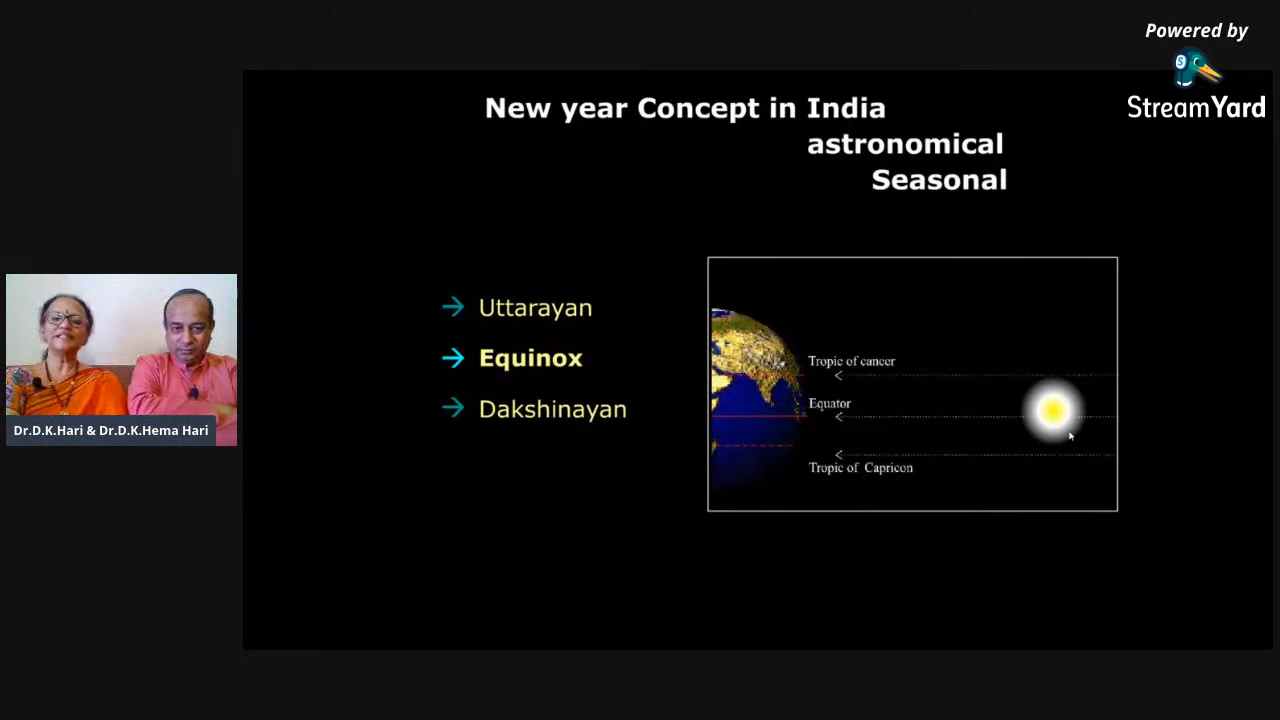 Powered by
StreamYard
New year Concept in India
astronomical
Seasonal
→ Uttarayan
→ Equinox
→ Dakshinayan
Tropic of cancer
Equator
Tropic of Capricon
Dr.D.K.Hari & Dr.D.K.Hema Hari